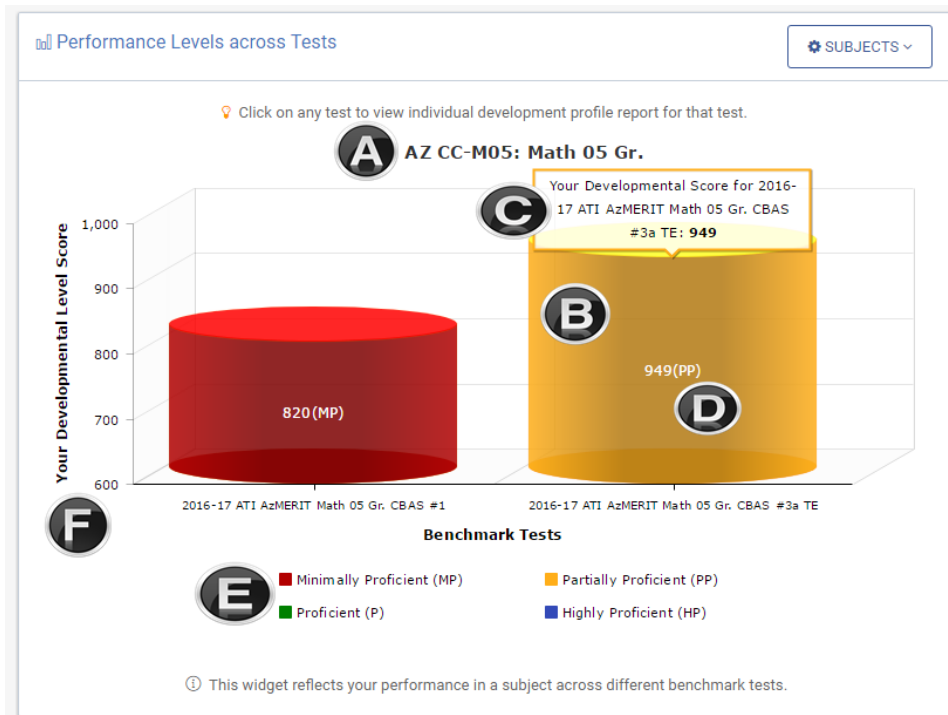 Performance Levels across Tests
SUBJECTS
Click on any test to view individual development profile report for that test.
A
AZ CC-M05: Math 05 Gr.
C
Your Developmental Score for 2016-
17 ATI AzMERIT Math 05 Gr. CBAS
#3a TE: 949
Your Developmental Level Score
1,000
900
800
700
600
B
949(PP)
D
820(MP)
2016-17 ATI AzMERIT Math 05 Gr. CBAS #1
2016-17 ATI AzMERIT Math 05 Gr. CBAS #3a TE
F
Benchmark Tests
E
Minimally Proficient (MP)
Partially Proficient (PP)
Proficient (P)
Highly Proficient (HP)
This widget reflects your performance in a subject across different benchmark tests.